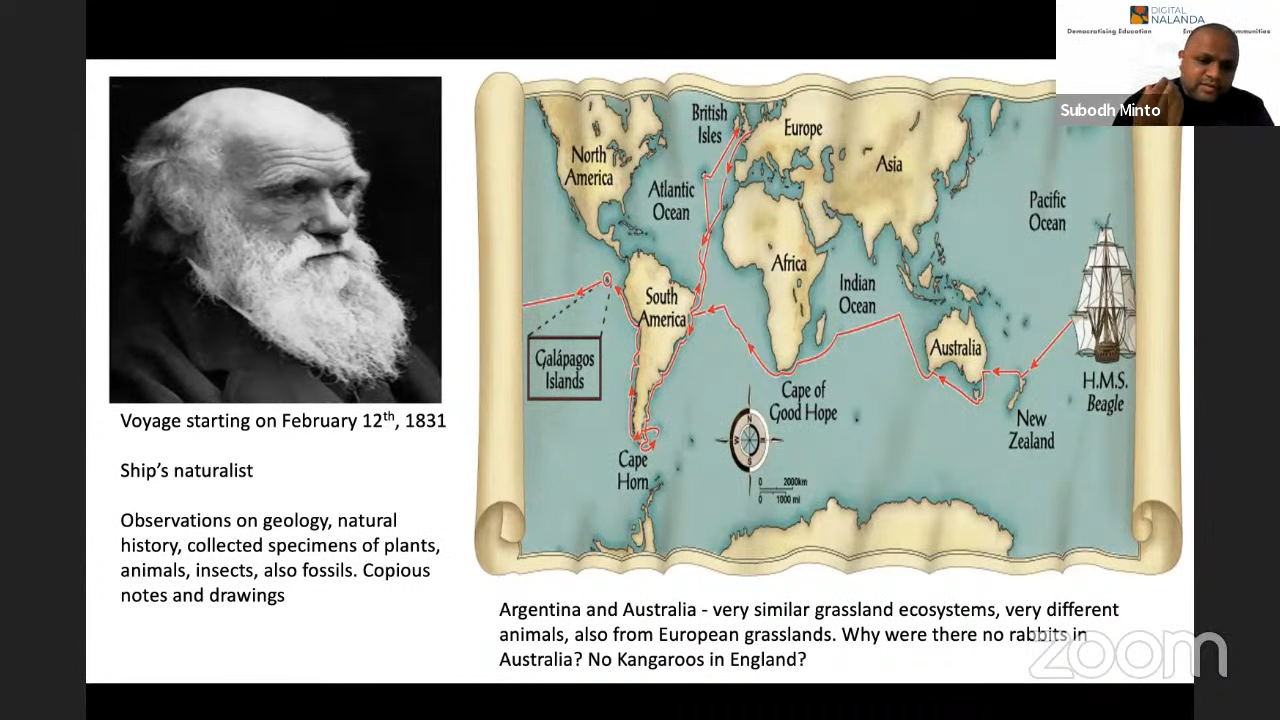 DIGITAL
NALANDA
Democratising Education
Subodh Minto
British
Isles
Europe
North
America
Asia
Atlantic
Ocean
Pacific
Ocean
Africa
Indian
Ocean
South
America
Galápagos
Islands
Australia
H.M.S.
Beagle
Cape of
Good Hope
New
Zealand
Cape
Horn
N
W
E
S
0 2000km
0 1000 mi
Voyage starting on February 12th, 1831
Ship's naturalist
Observations on geology, natural
history, collected specimens of plants,
animals, insects, also fossils. Copious
notes and drawings
Argentina and Australia - very similar grassland ecosystems, very different
animals, also from European grasslands. Why were there no rabbits in
Australia? No Kangaroos in England?
zoom